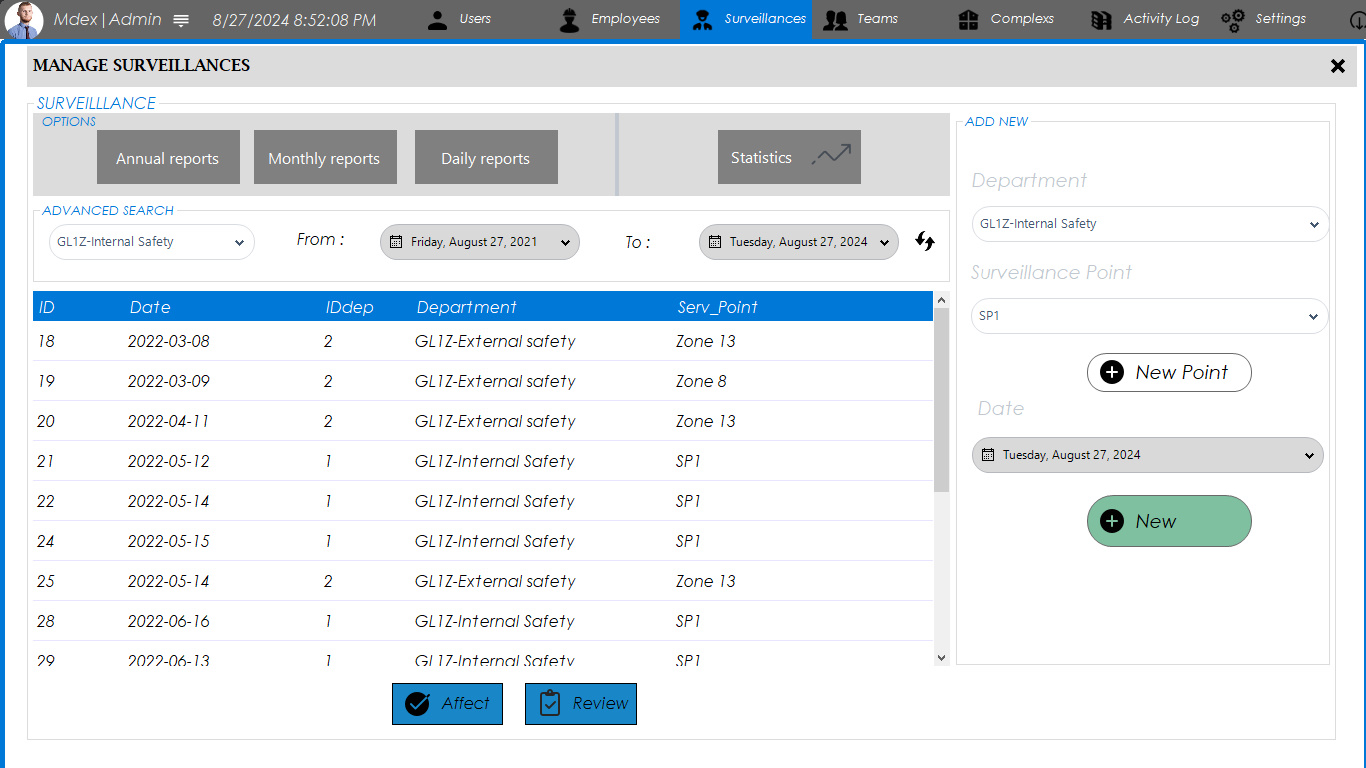 Mdex | Admin 8/27/2024 8:52:08 PM Users Employees Surveillances Teams Complexs Activity Log Settings
MANAGE SURVEILLANCES
SURVEILLLANCE
OPTIONS
Annual reports Monthly reports Daily reports Statistics
ADVANCED SEARCH
GL1Z-Internal Safety From : Friday, August 27, 2021 To : Tuesday, August 27, 2024
ID Date IDdep Department Serv_Point
18 2022-03-08 2 GL1Z-External safety Zone 13
19 2022-03-09 2 GL1Z-External safety Zone 8
20 2022-04-11 2 GL1Z-External safety Zone 13
21 2022-05-12 1 GL1Z-Internal Safety SP1
22 2022-05-14 1 GL1Z-Internal Safety SP1
24 2022-05-15 1 GL1Z-Internal Safety SP1
25 2022-05-14 2 GL1Z-External safety Zone 13
28 2022-06-16 1 GL1Z-Internal Safety SP1
29 2022-06-13 1 GL1Z-Internal Safety SP1
Affect Review
ADD NEW
Department
GL1Z-Internal Safety
Surveillance Point
SP1
New Point
Date
Tuesday, August 27, 2024
New